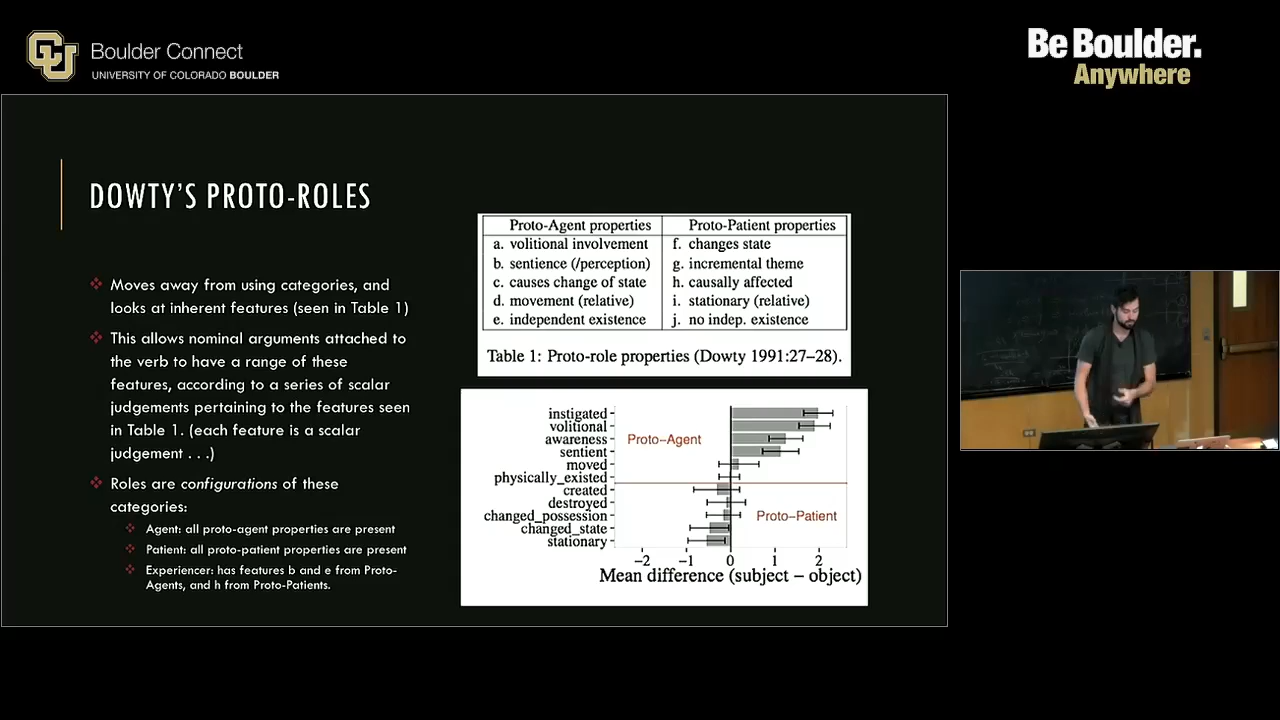 CU
Boulder Connect
UNIVERSITY OF COLORADO BOULDER
Be Boulder.
Anywhere
DOWTY'S PROTO-ROLES
Moves away from using categories, and
looks at inherent features (seen in Table 1)
This allows nominal arguments attached to
the verb to have a range of these
features, according to a series of scalar
judgements pertaining to the features seen
in Table 1. (each feature is a scalar
judgement . . .)
Roles are configurations of these
categories:
Agent: all proto-agent properties are present
Patient: all proto-patient properties are present
Experiencer: has features b and e from Proto-
Agents, and h from Proto-Patients.
Proto-Agent properties Proto-Patient properties
a. volitional involvement f. changes state
b. sentience (/perception) g. incremental theme
c. causes change of state h. causally affected
d. movement (relative) i. stationary (relative)
e. independent existence j. no indep. existence
Table 1: Proto-role properties (Dowty 1991:27–28).
instigated
volitional
awareness
sentient
moved
physically_existed
created
destroyed
changed_possession
changed_state
stationary
Proto–Agent
Proto–Patient
−2 −1 0 1 2
Mean difference (subject − object)